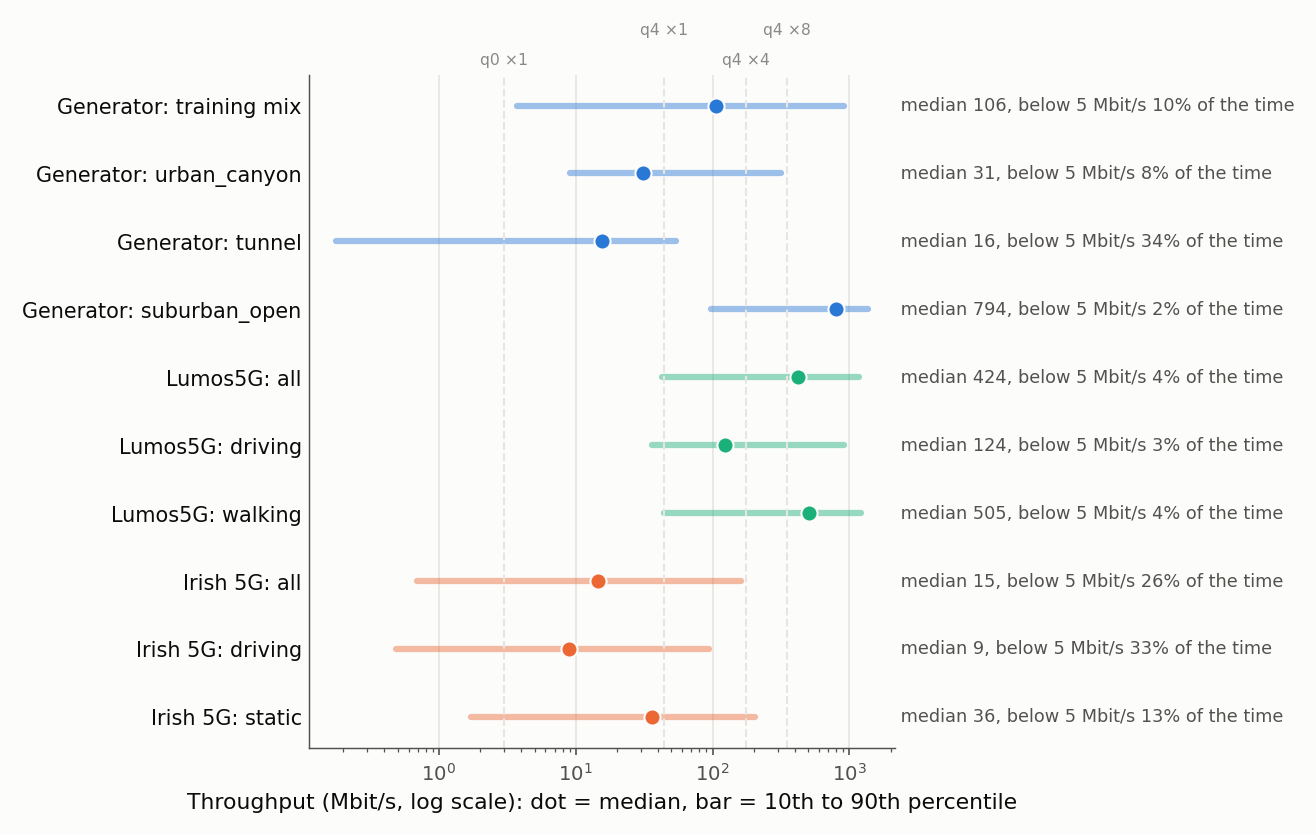 q4 ×1
q4 ×8
q0 ×1
q4 ×4
Generator: training mix
median 106, below 5 Mbit/s 10% of the time
Generator: urban_canyon
median 31, below 5 Mbit/s 8% of the time
Generator: tunnel
median 16, below 5 Mbit/s 34% of the time
Generator: suburban_open
median 794, below 5 Mbit/s 2% of the time
Lumos5G: all
median 424, below 5 Mbit/s 4% of the time
Lumos5G: driving
median 124, below 5 Mbit/s 3% of the time
Lumos5G: walking
median 505, below 5 Mbit/s 4% of the time
Irish 5G: all
median 15, below 5 Mbit/s 26% of the time
Irish 5G: driving
median 9, below 5 Mbit/s 33% of the time
Irish 5G: static
median 36, below 5 Mbit/s 13% of the time
10⁰ 10¹ 10² 10³
Throughput (Mbit/s, log scale): dot = median, bar = 10th to 90th percentile